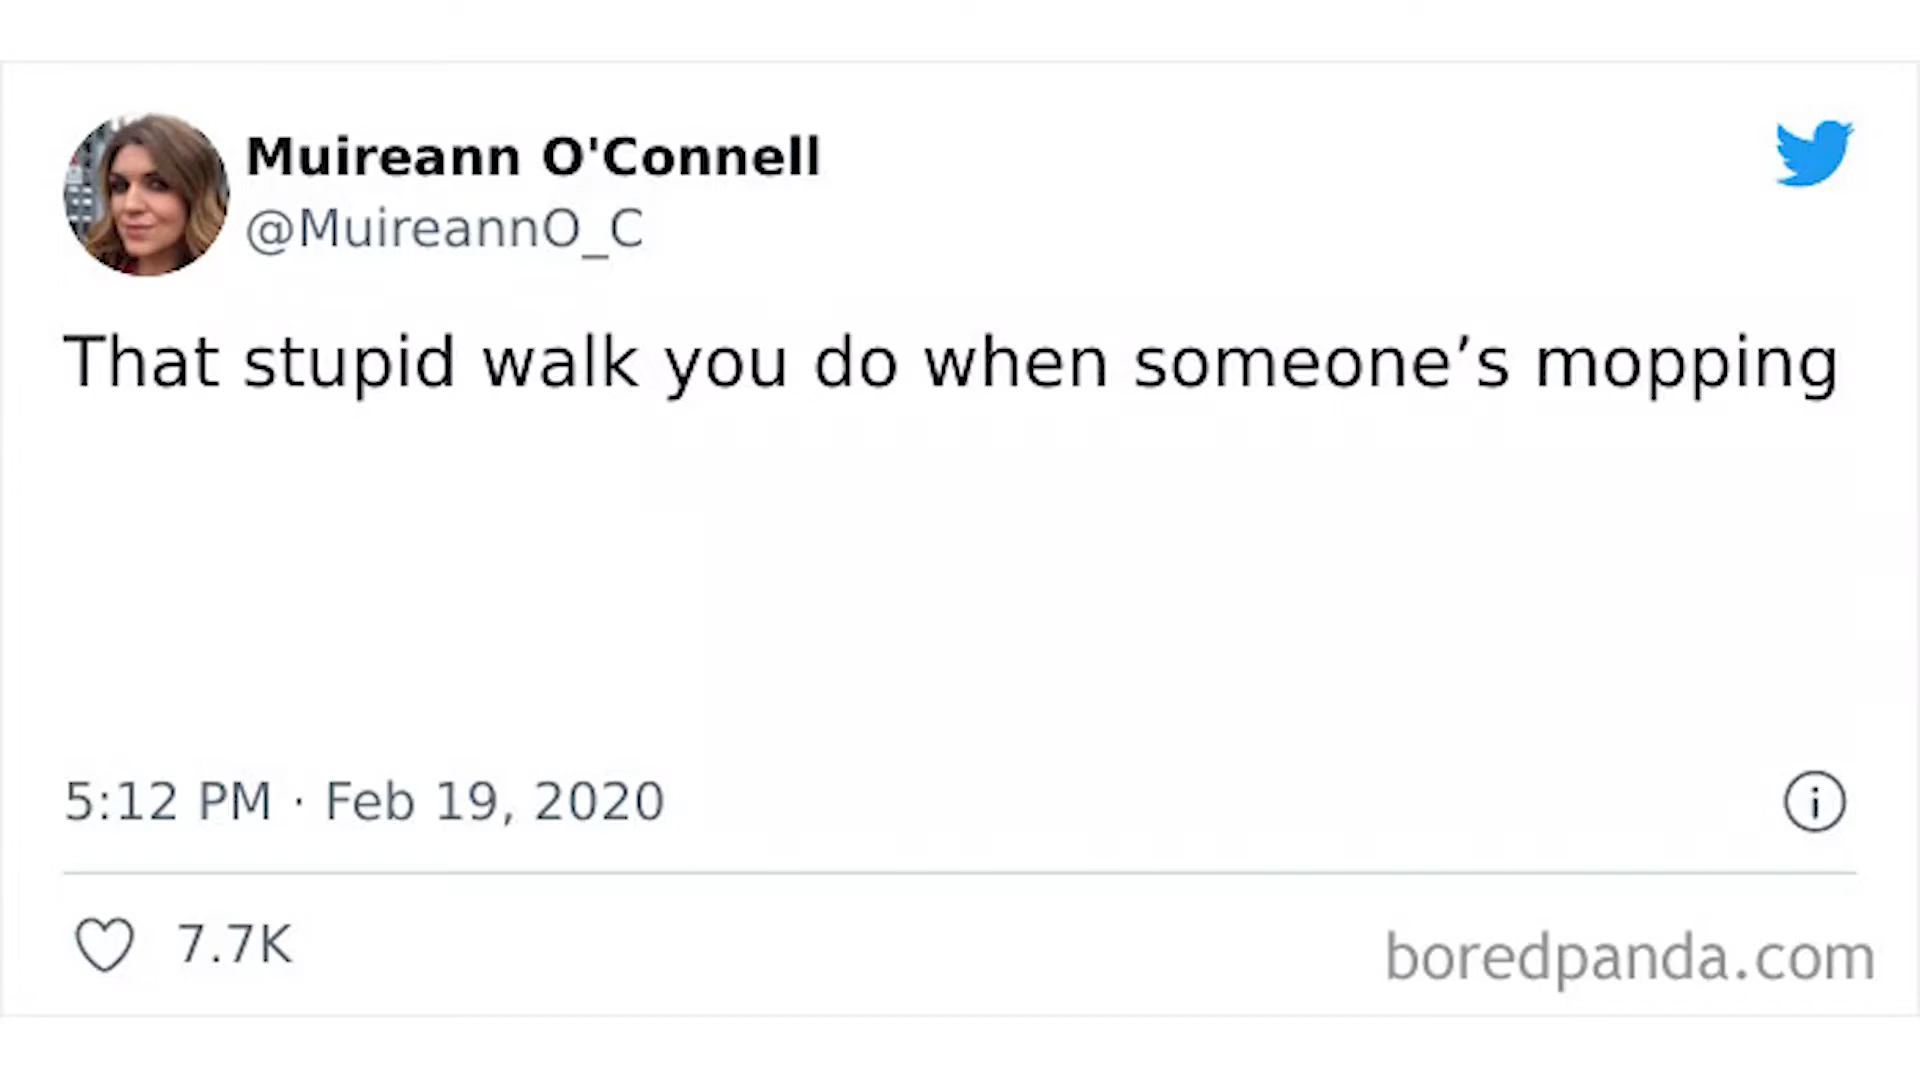 Muireann O'Connell
@MuireannO_C
That stupid walk you do when someone’s mopping
5:12 PM · Feb 19, 2020
7.7K
boredpanda.com